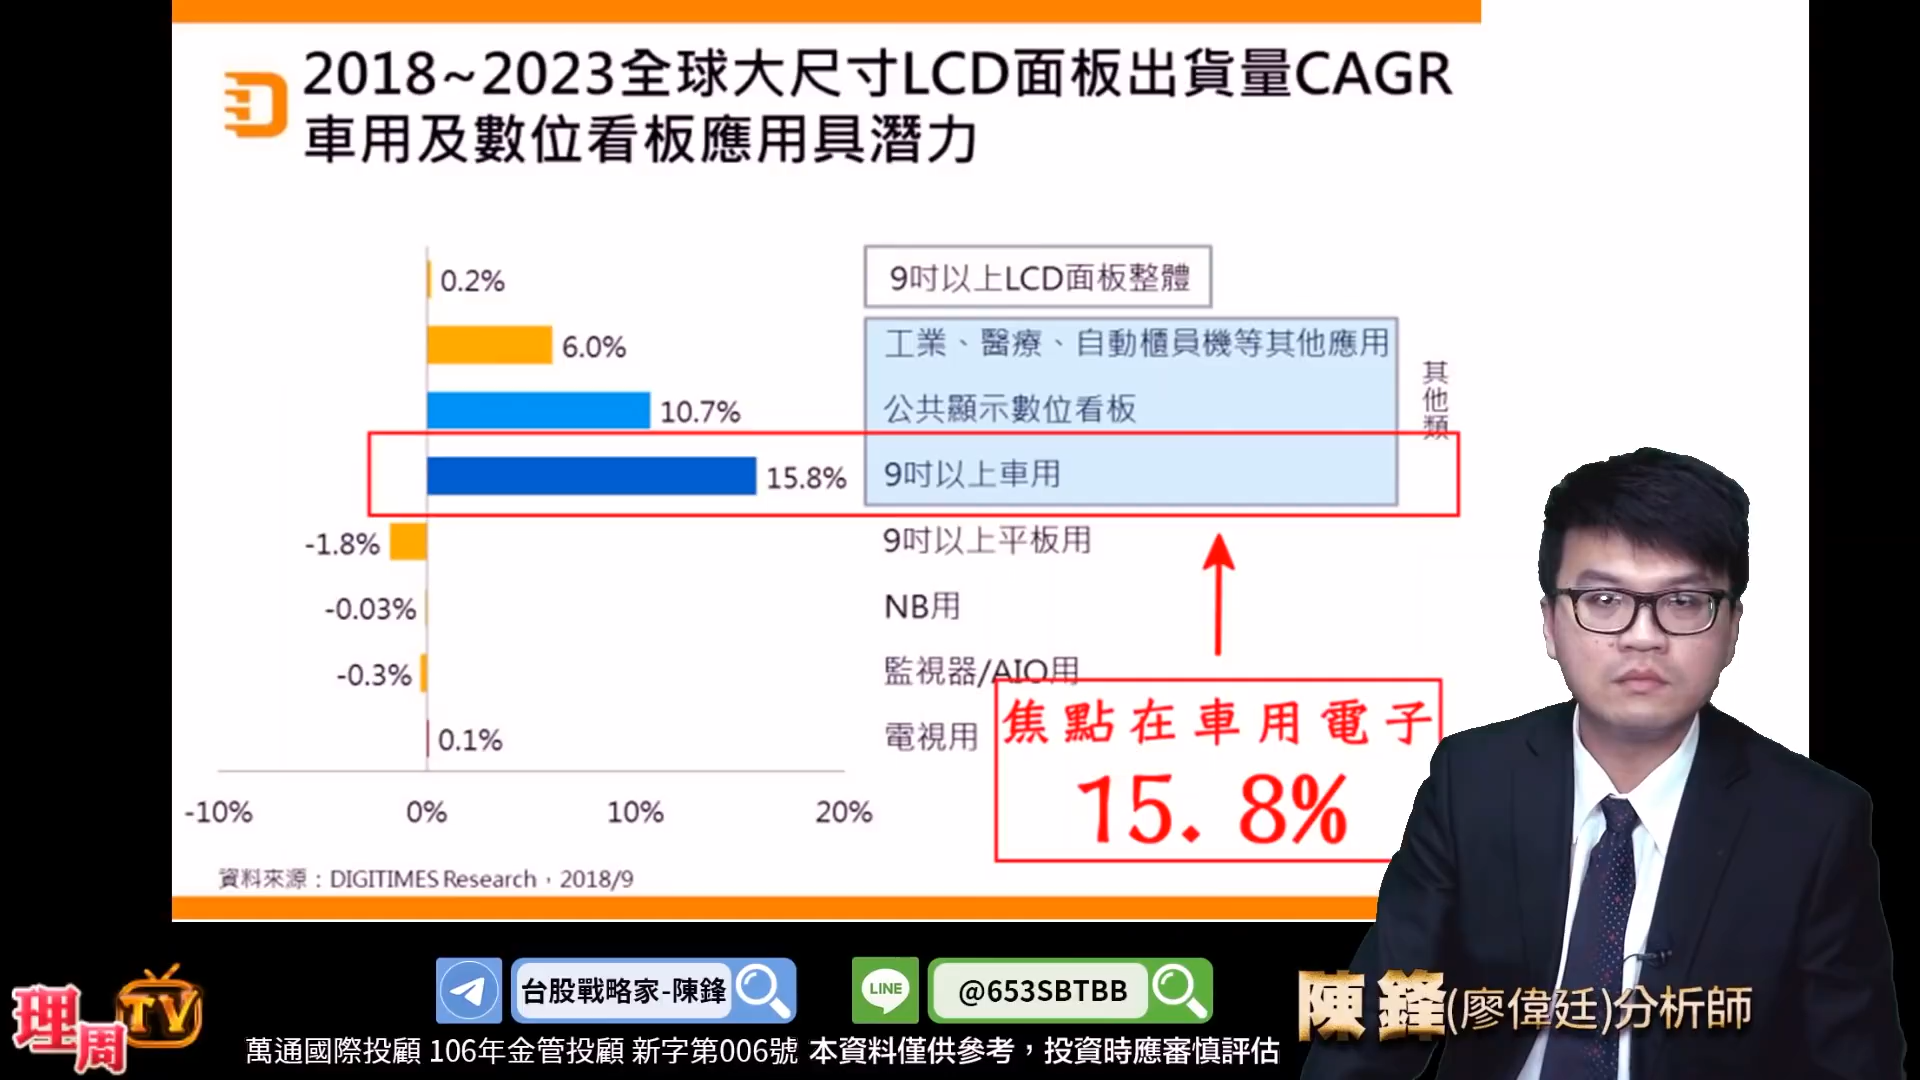 2018~2023全球大尺寸LCD面板出貨量CAGR
車用及數位看板應用具潛力
0.2%
9吋以上LCD面板整體
6.0%
工業、醫療、自動櫃員機等其他應用
10.7%
公共顯示數位看板
其他類
15.8%
9吋以上車用
-1.8%
9吋以上平板用
-0.03%
NB用
-0.3%
監視器/AIO用
0.1%
電視用
焦點在車用電子
15.8%
-10%
0%
10%
20%
資料來源：DIGITIMES Research，2018/9
理周TV
台股戰略家-陳鋒
LINE
@653SBTBB
陳鋒(廖偉廷)分析師
萬通國際投顧 106年金管投顧 新字第006號 本資料僅供參考，投資時應審慎評估